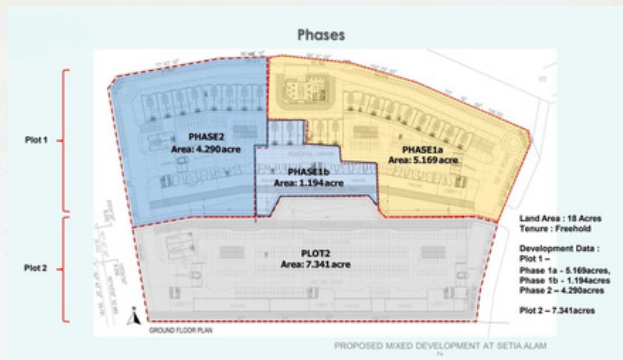 Phases
Plot 1
Plot 2
PHASE2
Area: 4.290acre
PHASE1a
Area: 5.169acre
PHASE1b
Area: 1.194acre
PLOT2
Area: 7.341acre
Land Area : 18 Acres
Tenure : Freehold
Development Data :
Plot 1 –
Phase 1a - 5.169acres,
Phase 1b - 1.194acres
Phase 2 – 4.290acres
Plot 2 – 7.341acres
GROUND FLOOR PLAN
PROPOSED MIXED DEVELOPMENT AT SETIA ALAM